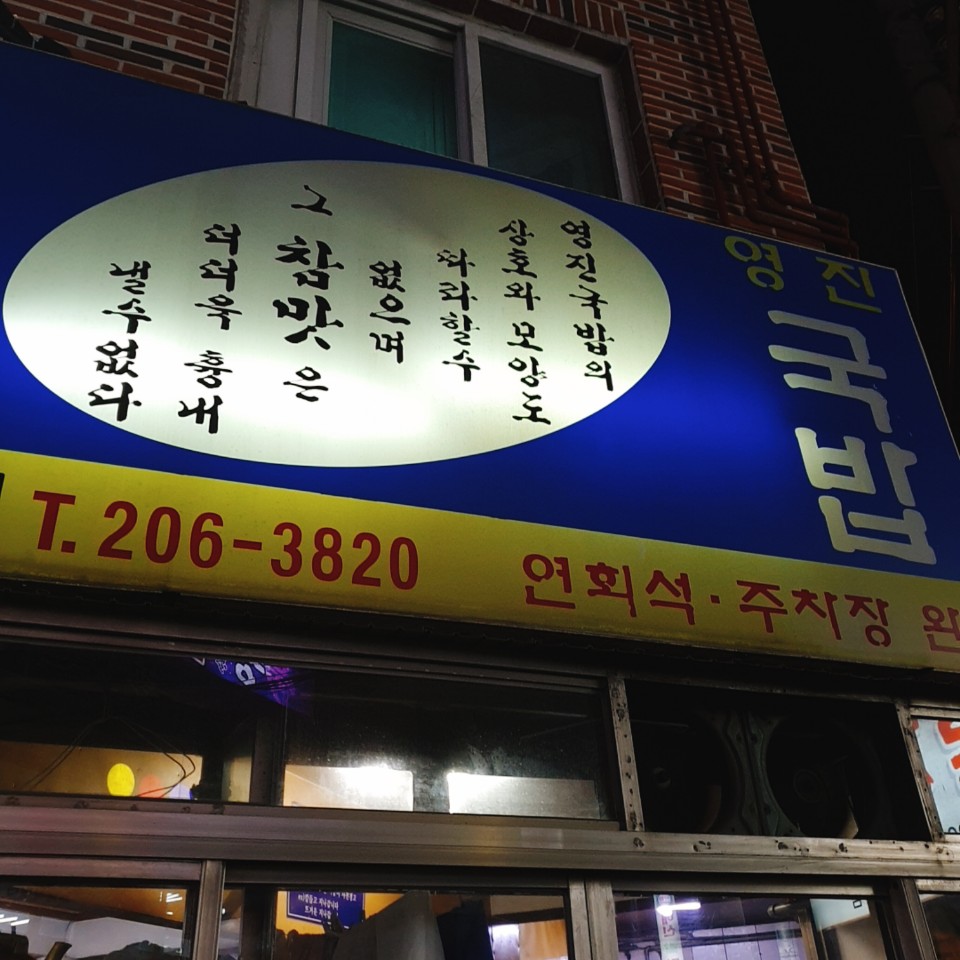 영진
국밥
영진국밥의
상호와 모양도
따라할수
없으며
그 참맛은
더더욱 흉내
낼수없다
T. 206-3820 연회석·주차장 완